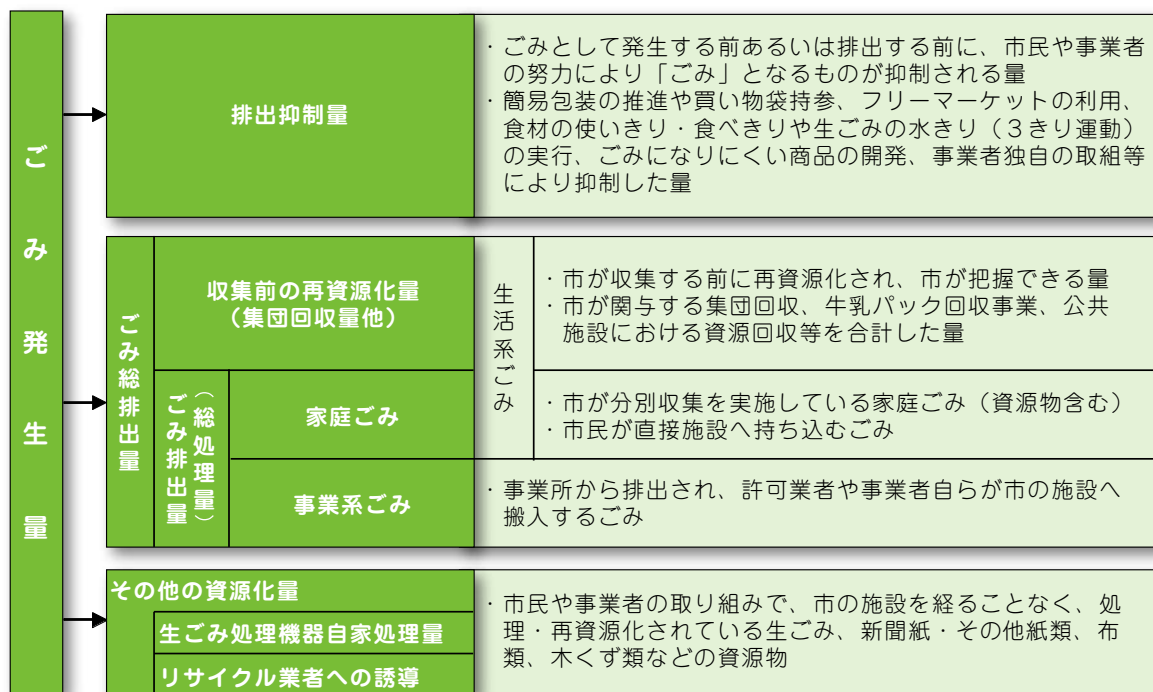 ごみ発生量
排出抑制量
・ごみとして発生する前あるいは排出する前に、市民や事業者
の努力により「ごみ」となるものが抑制される量
・簡易包装の推進や買い物袋持参、フリーマーケットの利用、
食材の使いきり・食べきりや生ごみの水きり（３きり運動）
の実行、ごみになりにくい商品の開発、事業者独自の取組等
により抑制した量
ごみ総排出量
収集前の再資源化量
（集団回収量他）
生活系ごみ
・市が収集する前に再資源化され、市が把握できる量
・市が関与する集団回収、牛乳パック回収事業、公共
施設における資源回収等を合計した量
ごみ排出量
（総処理量）
家庭ごみ
・市が分別収集を実施している家庭ごみ（資源物含む）
・市民が直接施設へ持ち込むごみ
事業系ごみ
・事業所から排出され、許可業者や事業者自らが市の施設へ
搬入するごみ
その他の資源化量
生ごみ処理機器自家処理量
リサイクル業者への誘導
・市民や事業者の取り組みで、市の施設を経ることなく、処
理・再資源化されている生ごみ、新聞紙・その他紙類、布
類、木くず類などの資源物